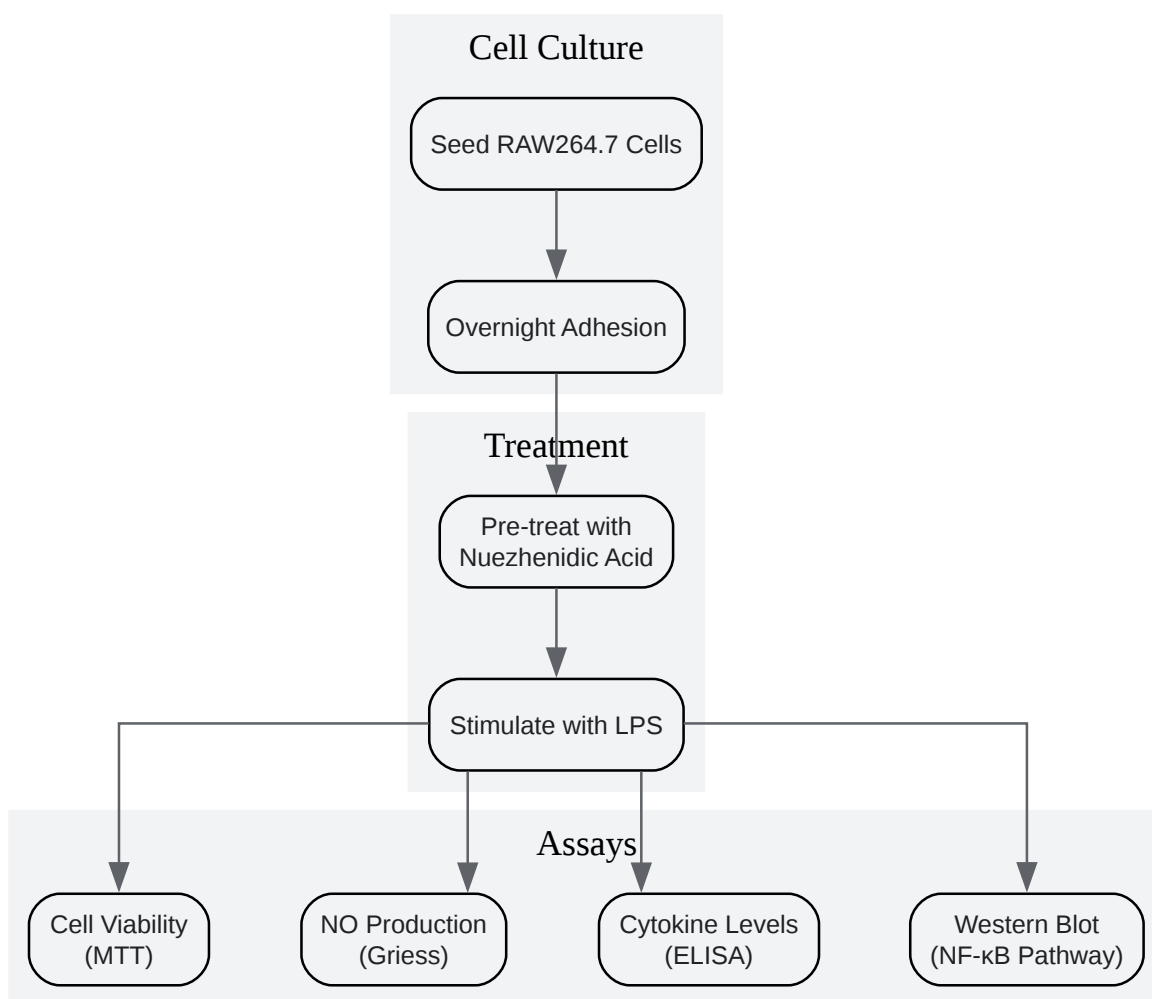 Cell Culture
Seed RAW264.7 Cells
Overnight Adhesion
Treatment
Pre-treat with
Nuezhenidic Acid
Stimulate with LPS
Assays
Cell Viability
(MTT)
NO Production
(Griess)
Cytokine Levels
(ELISA)
Western Blot
(NF-κB Pathway)